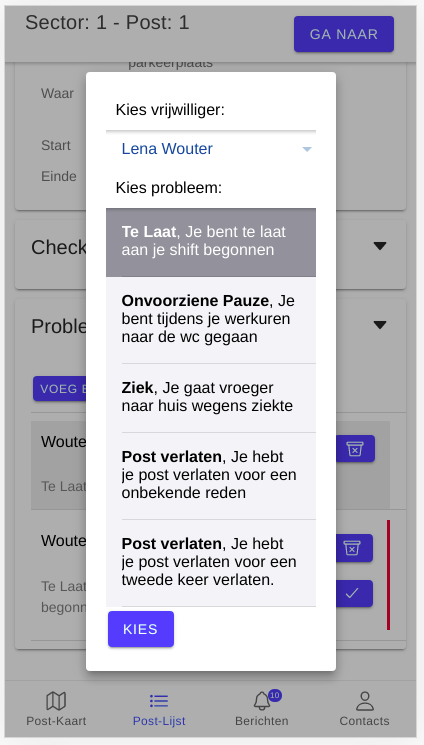 Sector: 1 - Post: 1
GA NAAR
parkeerplaats
Waar
Kies vrijwilliger:
Start
Lena Wouter
Einde
Kies probleem:
Te Laat, Je bent te laat
aan je shift begonnen
Check
Onvoorziene Pauze, Je
bent tijdens je werkuren
naar de wc gegaan
Proble
Ziek, Je gaat vroeger
naar huis wegens ziekte
VOEG
Woute
Post verlaten, Je hebt
je post verlaten voor een
onbekende reden
Te Laat
Woute
Post verlaten, Je hebt
je post verlaten voor een
tweede keer verlaten.
Te Laat
begonn
KIES
10
Post-Kaart
Post-Lijst
Berichten
Contacts